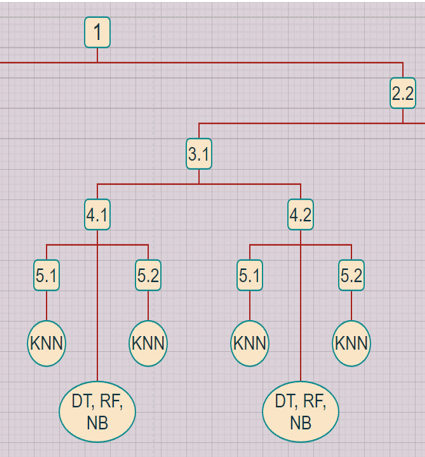 1
2.2
3.1
4.1
4.2
5.1
5.2
5.1
5.2
KNN
KNN
KNN
KNN
DT, RF,
NB
DT, RF,
NB